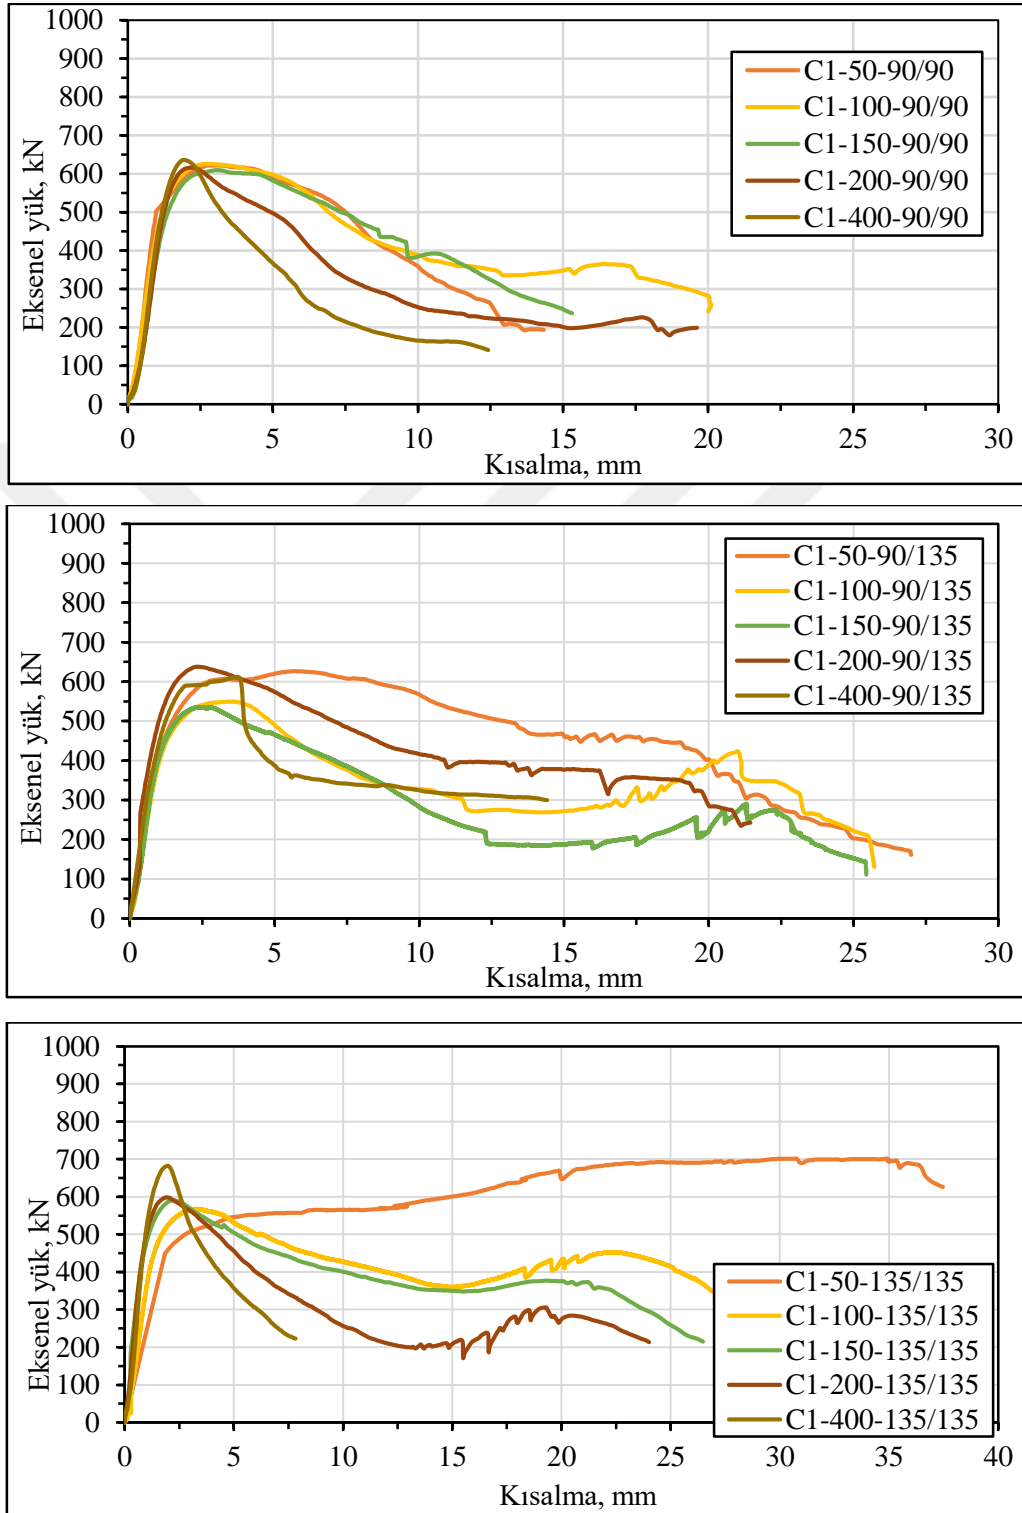 1000
900
800
700
600
500
400
300
200
100
0
Eksenel yük, kN
C1-50-90/90
C1-100-90/90
C1-150-90/90
C1-200-90/90
C1-400-90/90
0 5 10 15 20 25 30
Kısalma, mm
1000
900
800
700
600
500
400
300
200
100
0
Eksenel yük, kN
C1-50-90/135
C1-100-90/135
C1-150-90/135
C1-200-90/135
C1-400-90/135
0 5 10 15 20 25 30
Kısalma, mm
1000
900
800
700
600
500
400
300
200
100
0
Eksenel yük, kN
C1-50-135/135
C1-100-135/135
C1-150-135/135
C1-200-135/135
C1-400-135/135
0 5 10 15 20 25 30 35 40
Kısalma, mm